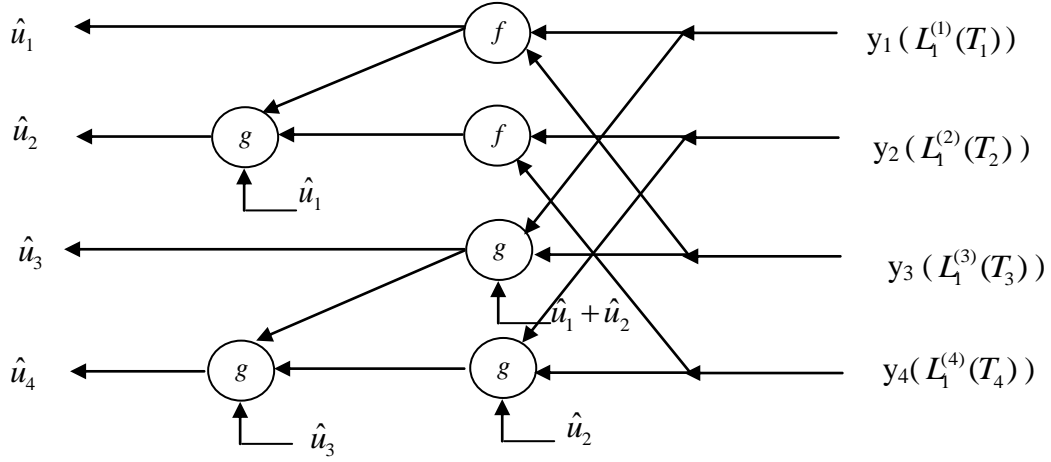 û₁ f y₁ (L₁⁽¹⁾(T₁))
û₂ g f y₂ (L₁⁽²⁾(T₂))
û₁
û₃ g y₃ (L₁⁽³⁾(T₃))
û₁ + û₂
û₄ g g y₄ (L₁⁽⁴⁾(T₄))
û₃ û₂